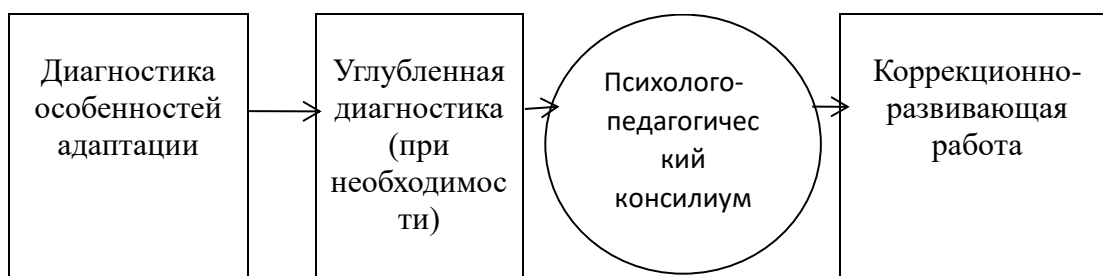 Диагностика
особенностей
адаптации
Углубленная
диагностика
(при
необходимос
ти)
Психолого-
педагогичес
кий
консилиум
Коррекционно-
развивающая
работа